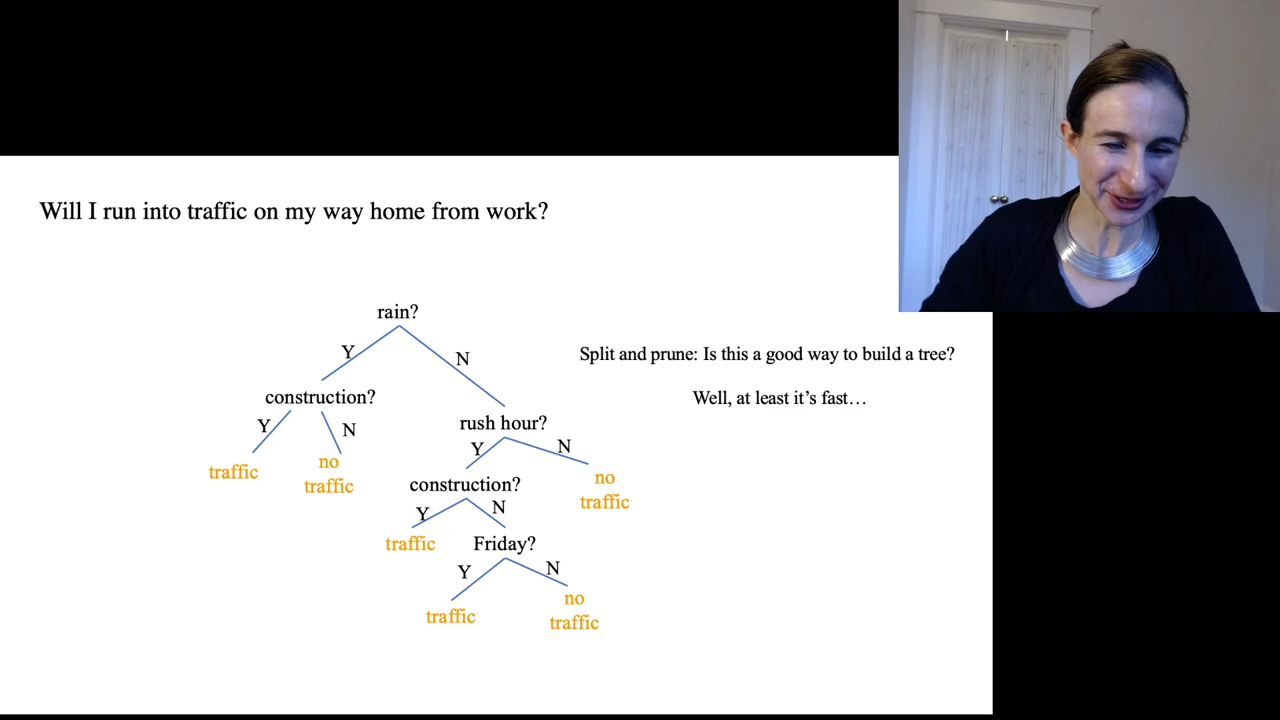 Will I run into traffic on my way home from work?
rain?
Y
N
Split and prune: Is this a good way to build a tree?
construction?
Well, at least it's fast…
Y
N
rush hour?
Y
N
traffic
no
traffic
construction?
no
traffic
Y
N
traffic
Friday?
Y
N
traffic
no
traffic